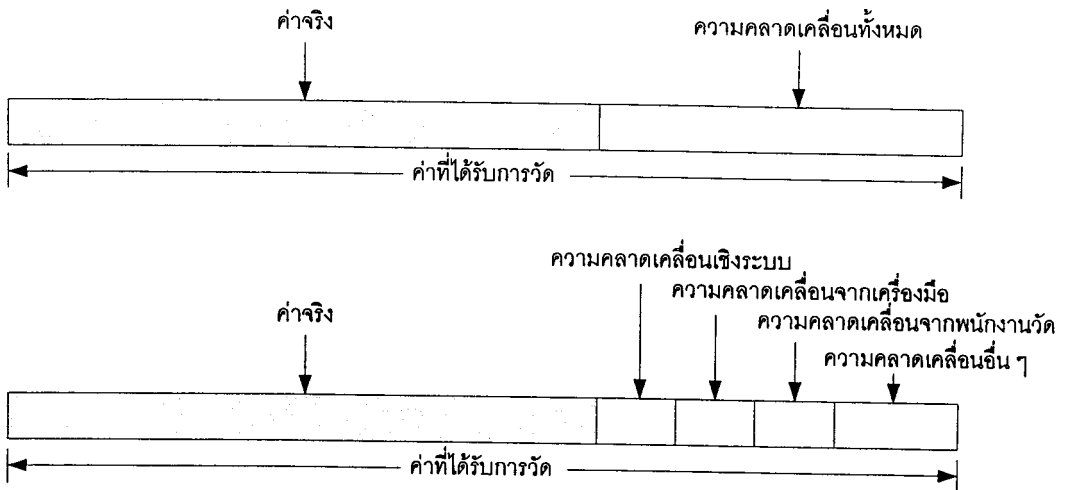 ค่าจริง
ความคลาดเคลื่อนทั้งหมด
ค่าที่ได้รับการวัด
ความคลาดเคลื่อนเชิงระบบ
ความคลาดเคลื่อนจากเครื่องมือ
ค่าจริง
ความคลาดเคลื่อนจากพนักงานวัด
ความคลาดเคลื่อนอื่น ๆ
ค่าที่ได้รับการวัด